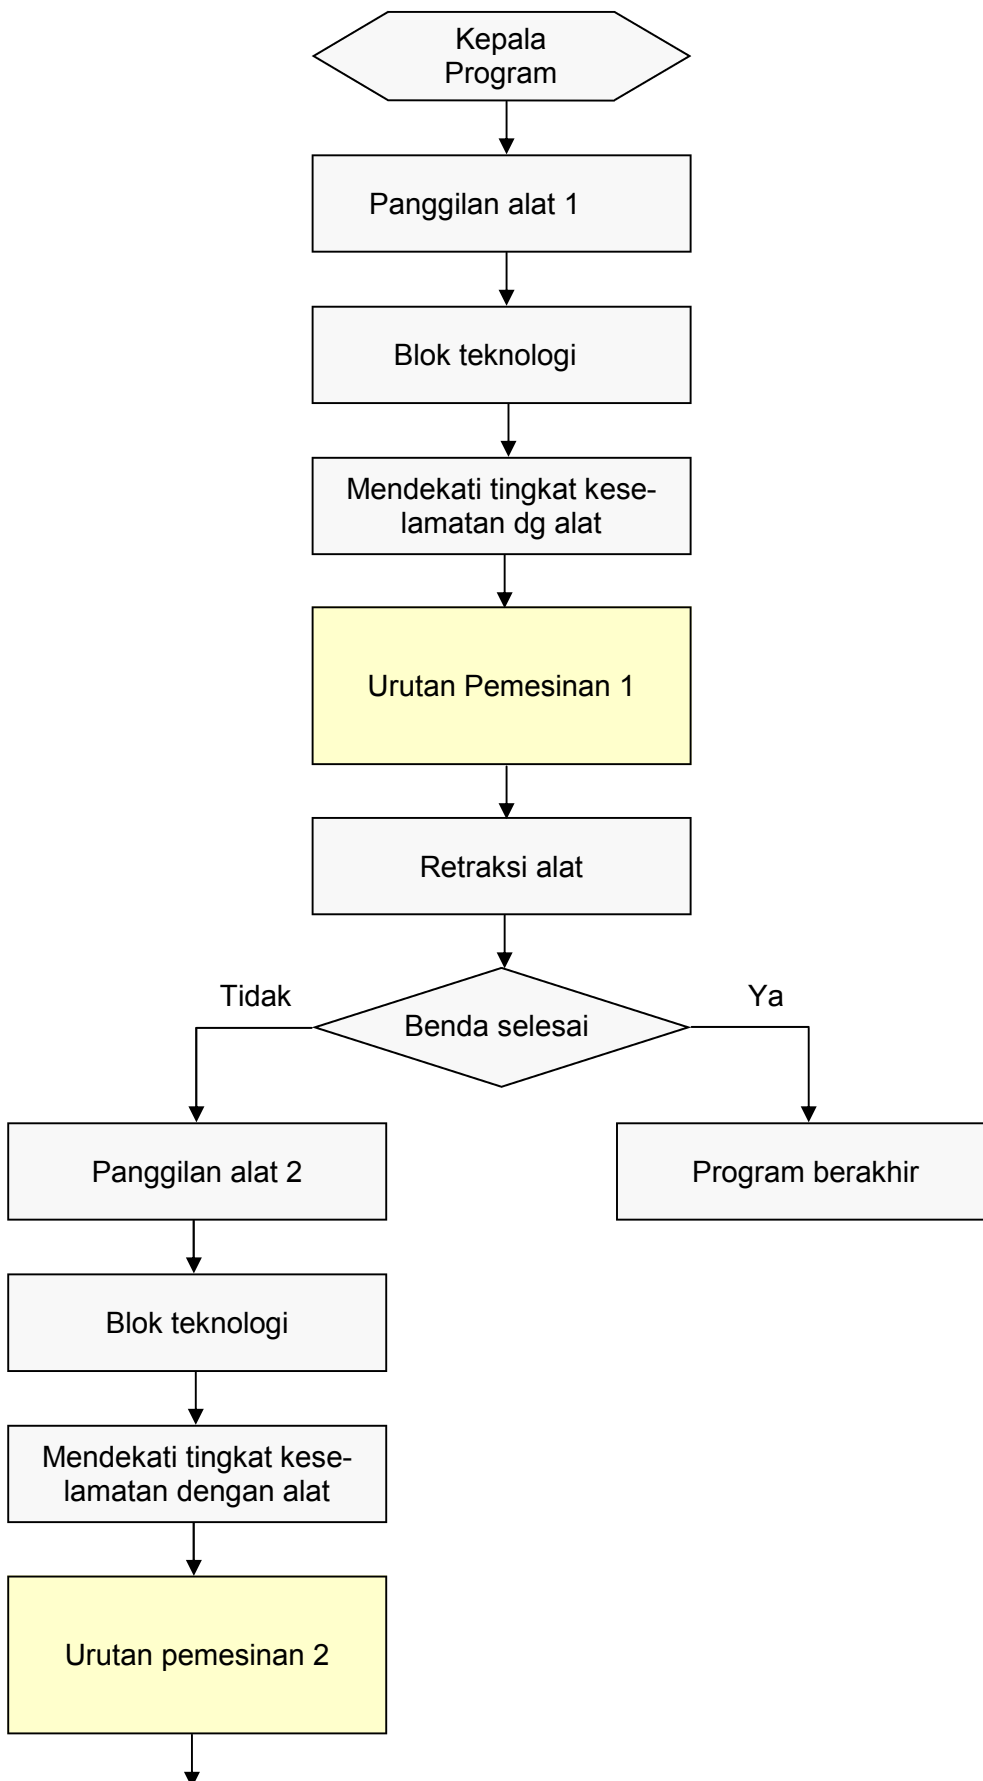 Kepala
Program
Panggilan alat 1
Blok teknologi
Mendekati tingkat kese-
lamatan dg alat
Urutan Pemesinan 1
Retraksi alat
Tidak
Ya
Benda selesai
Panggilan alat 2
Program berakhir
Blok teknologi
Mendekati tingkat kese-
lamatan dengan alat
Urutan pemesinan 2